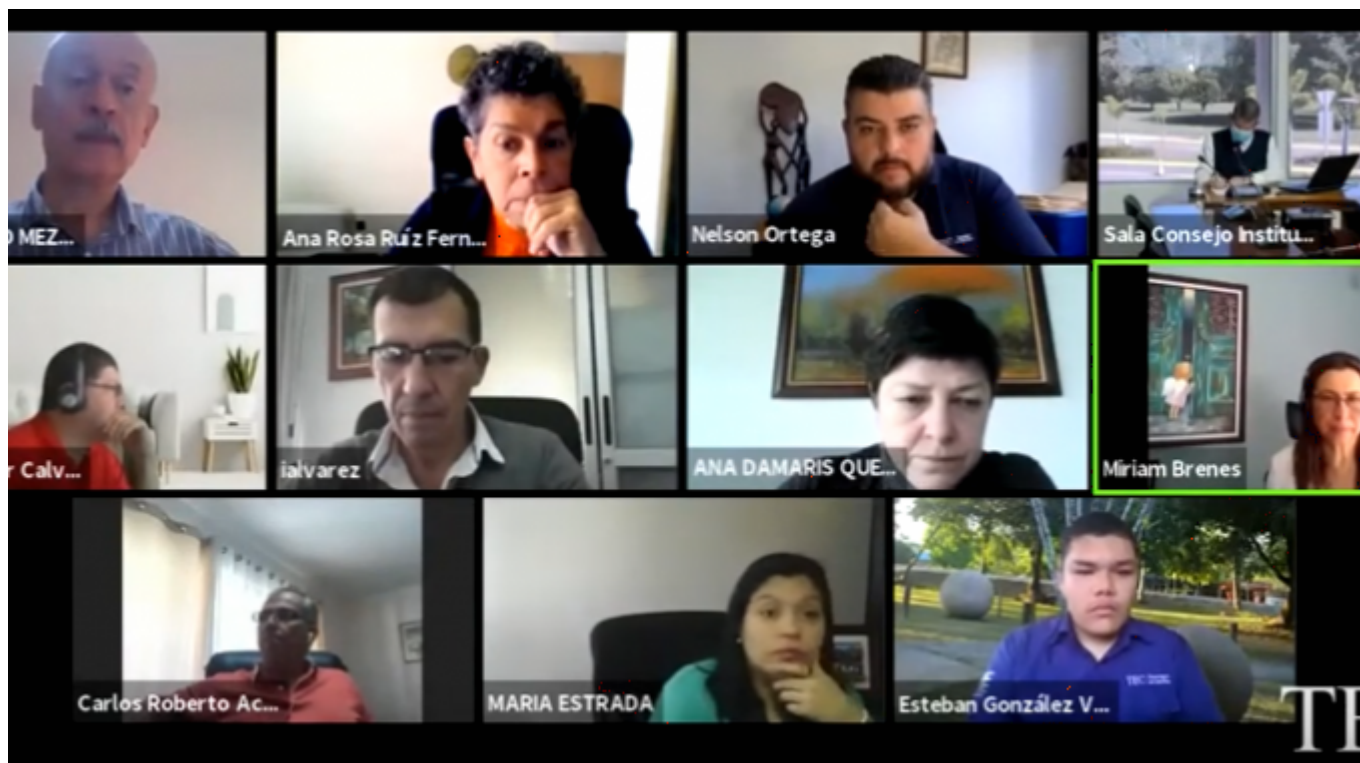 O MEZ...
Ana Rosa Ruíz Fern...
Nelson Ortega
Sala Consejo Institu...
r Calv...
ialvarez
ANA DAMARIS QUE...
Miriam Brenes
Carlos Roberto Ac...
MARIA ESTRADA
Esteban González V...
TEC
TE